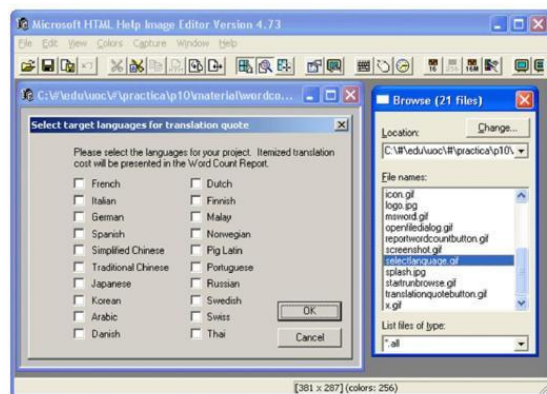 Microsoft HTML Help Image Editor Version 4.73
File Edit View Colors Capture Window Help
C:\#\edu\uoc\#\practica\p10\material\wordco...
Select target languages for translation quote
Please select the languages for your project. Itemized translation
cost will be presented in the Word Count Report.
French
Italian
German
Spanish
Simplified Chinese
Traditional Chinese
Japanese
Korean
Arabic
Danish
Dutch
Finnish
Malay
Norwegian
Pig Latin
Portuguese
Russian
Swedish
Swiss
Thai
OK
Cancel
Browse (21 files)
Location:
Change...
C:\#\edu\uoc\#\practica\p10\
File names:
icon.gif
logo.jpg
msword.gif
openfiledialog.gif
reportwordcountbutton.gif
screenshot.gif
selectlanguage.gif
splash.jpg
startrunbrowse.gif
translationquotebutton.gif
x.gif
List files of type:
*.all
[381 x 287] (colors: 256)